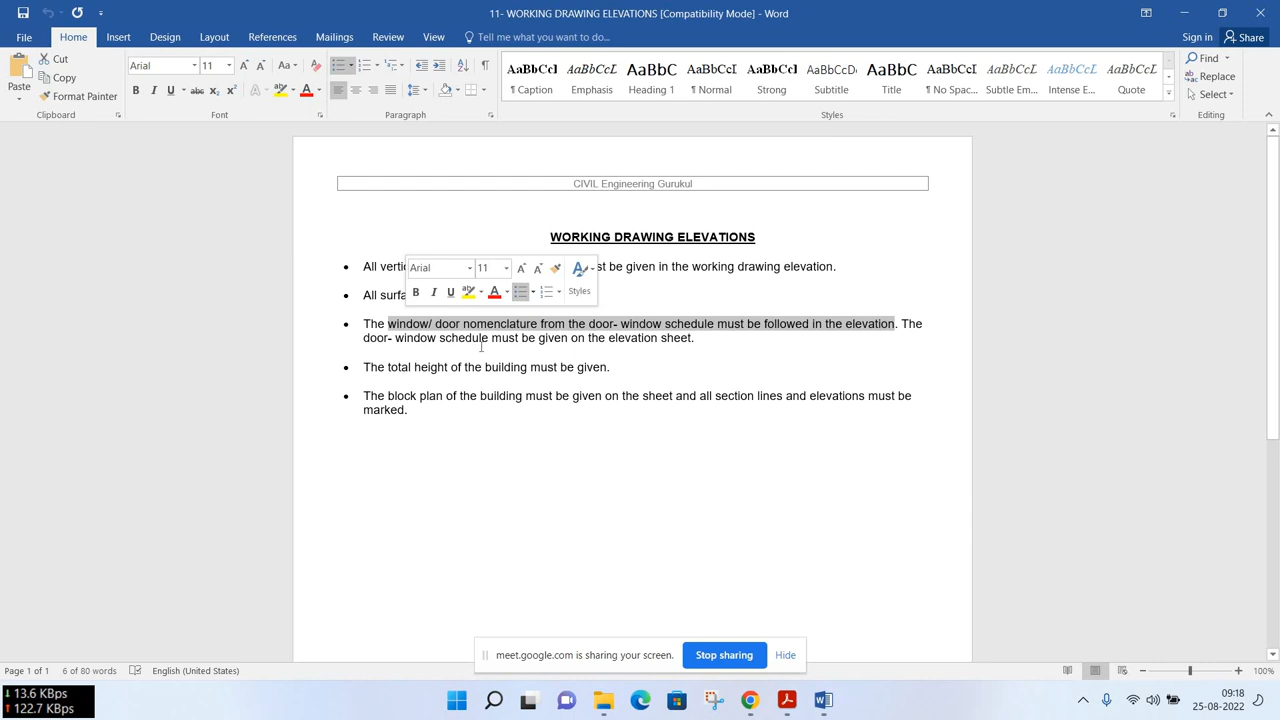 11- WORKING DRAWING ELEVATIONS [Compatibility Mode] - Word
File Home Insert Design Layout References Mailings Review View Tell me what you want to do... Sign in Share
Paste
Cut
Copy
Format Painter
Clipboard
Arial 11 Aa
B I U abc X₂ X² A
Font
Paragraph
AaBbCcI AaBbCcL AaBbC AaBbCcI AaBbCcI AaBbCcD AaBbC AaBbCcI AaBbCcL AaBbCcL AaBbCcL
¶ Caption Emphasis Heading 1 ¶ Normal Strong Subtitle Title ¶ No Spac... Subtle Em... Intense E... Quote
Styles
Find
Replace
Select
Editing
CIVIL Engineering Gurukul
WORKING DRAWING ELEVATIONS
• All vertic st be given in the working drawing elevation.
Arial 11 A A
B I U ab A Styles
• All surfa
• The window/ door nomenclature from the door- window schedule must be followed in the elevation. The
door- window schedule must be given on the elevation sheet.
• The total height of the building must be given.
• The block plan of the building must be given on the sheet and all section lines and elevations must be
marked.
meet.google.com is sharing your screen. Stop sharing Hide
Page 1 of 1 6 of 80 words English (United States) 100%
↓ 13.6 KBps
↑ 122.7 KBps
09:18
25-08-2022